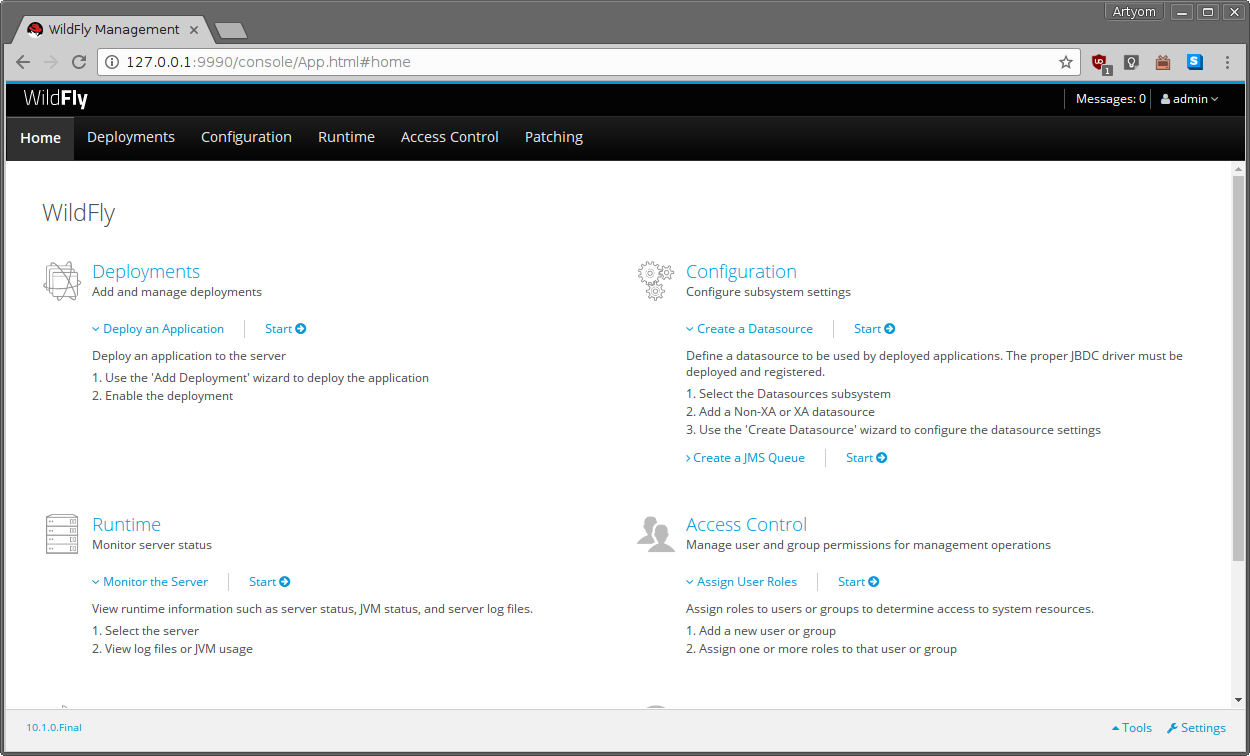 Artyom
WildFly Management
127.0.0.1:9990/console/App.html#home
UD
1
S
WildFly
Messages: 0
admin
Home
Deployments
Configuration
Runtime
Access Control
Patching
WildFly
Deployments
Add and manage deployments
Deploy an Application
Start
Deploy an application to the server
1. Use the 'Add Deployment' wizard to deploy the application
2. Enable the deployment
Configuration
Configure subsystem settings
Create a Datasource
Start
Define a datasource to be used by deployed applications. The proper JBDC driver must be
deployed and registered.
1. Select the Datasources subsystem
2. Add a Non-XA or XA datasource
3. Use the 'Create Datasource' wizard to configure the datasource settings
Create a JMS Queue
Start
Runtime
Monitor server status
Monitor the Server
Start
View runtime information such as server status, JVM status, and server log files.
1. Select the server
2. View log files or JVM usage
Access Control
Manage user and group permissions for management operations
Assign User Roles
Start
Assign roles to users or groups to determine access to system resources.
1. Add a new user or group
2. Assign one or more roles to that user or group
10.1.0.Final
Tools
Settings